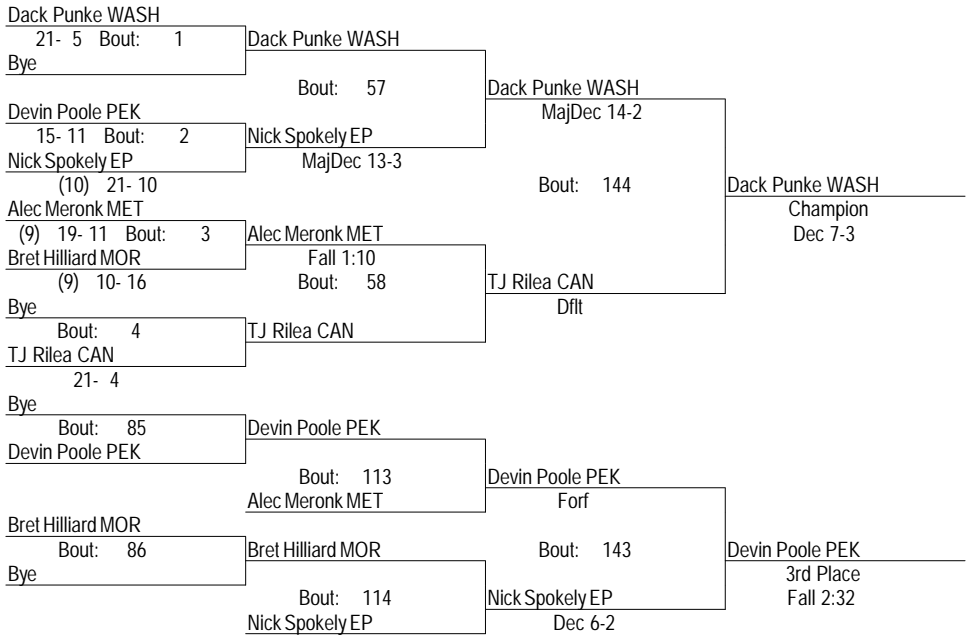 Dack Punke WASH
21- 5 Bout: 1
Dack Punke WASH
Bye
Bout: 57
Dack Punke WASH
Devin Poole PEK
MajDec 14-2
15- 11 Bout: 2
Nick Spokely EP
Nick Spokely EP
MajDec 13-3
(10) 21- 10
Bout: 144
Dack Punke WASH
Alec Meronk MET
Champion
(9) 19- 11 Bout: 3
Alec Meronk MET
Dec 7-3
Bret Hilliard MOR
Fall 1:10
(9) 10- 16
Bout: 58
TJ Rilea CAN
Bye
Dflt
Bout: 4
TJ Rilea CAN
TJ Rilea CAN
21- 4
Bye
Bout: 85
Devin Poole PEK
Devin Poole PEK
Bout: 113
Devin Poole PEK
Alec Meronk MET
Forf
Bret Hilliard MOR
Bout: 86
Bret Hilliard MOR
Bout: 143
Devin Poole PEK
Bye
3rd Place
Bout: 114
Nick Spokely EP
Fall 2:32
Nick Spokely EP
Dec 6-2